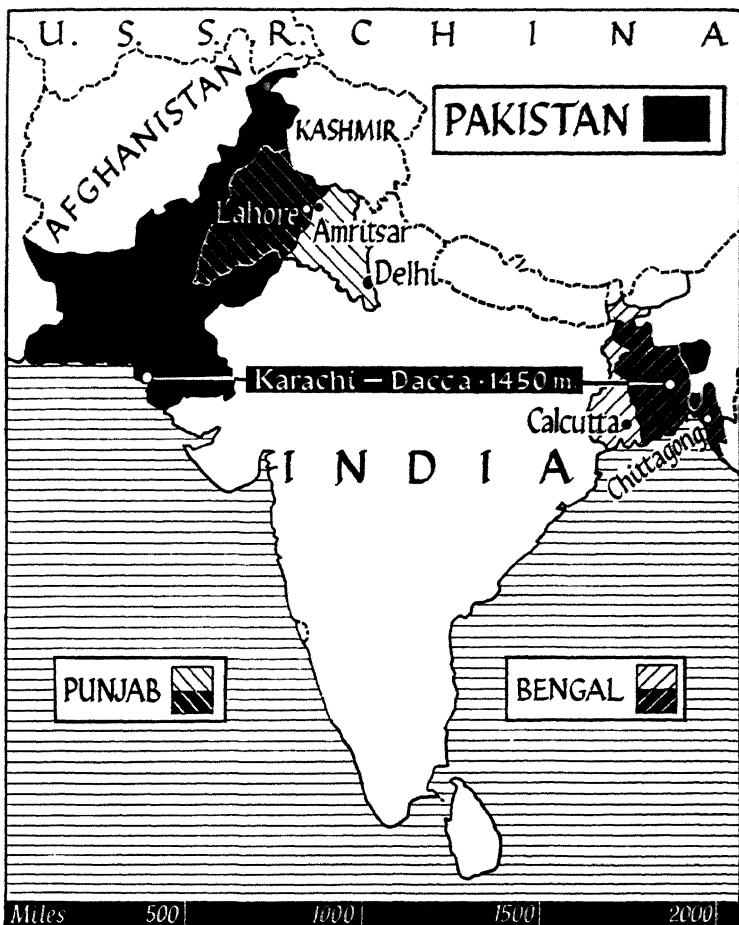 U. S. S. R. C H I N A
AFGHANISTAN
KASHMIR
PAKISTAN
Lahore
Amritsar
Delhi
Karachi – Dacca · 1450 m.
Calcutta
Chittagong
I N D I A
PUNJAB
BENGAL
Miles 500 1000 1500 2000